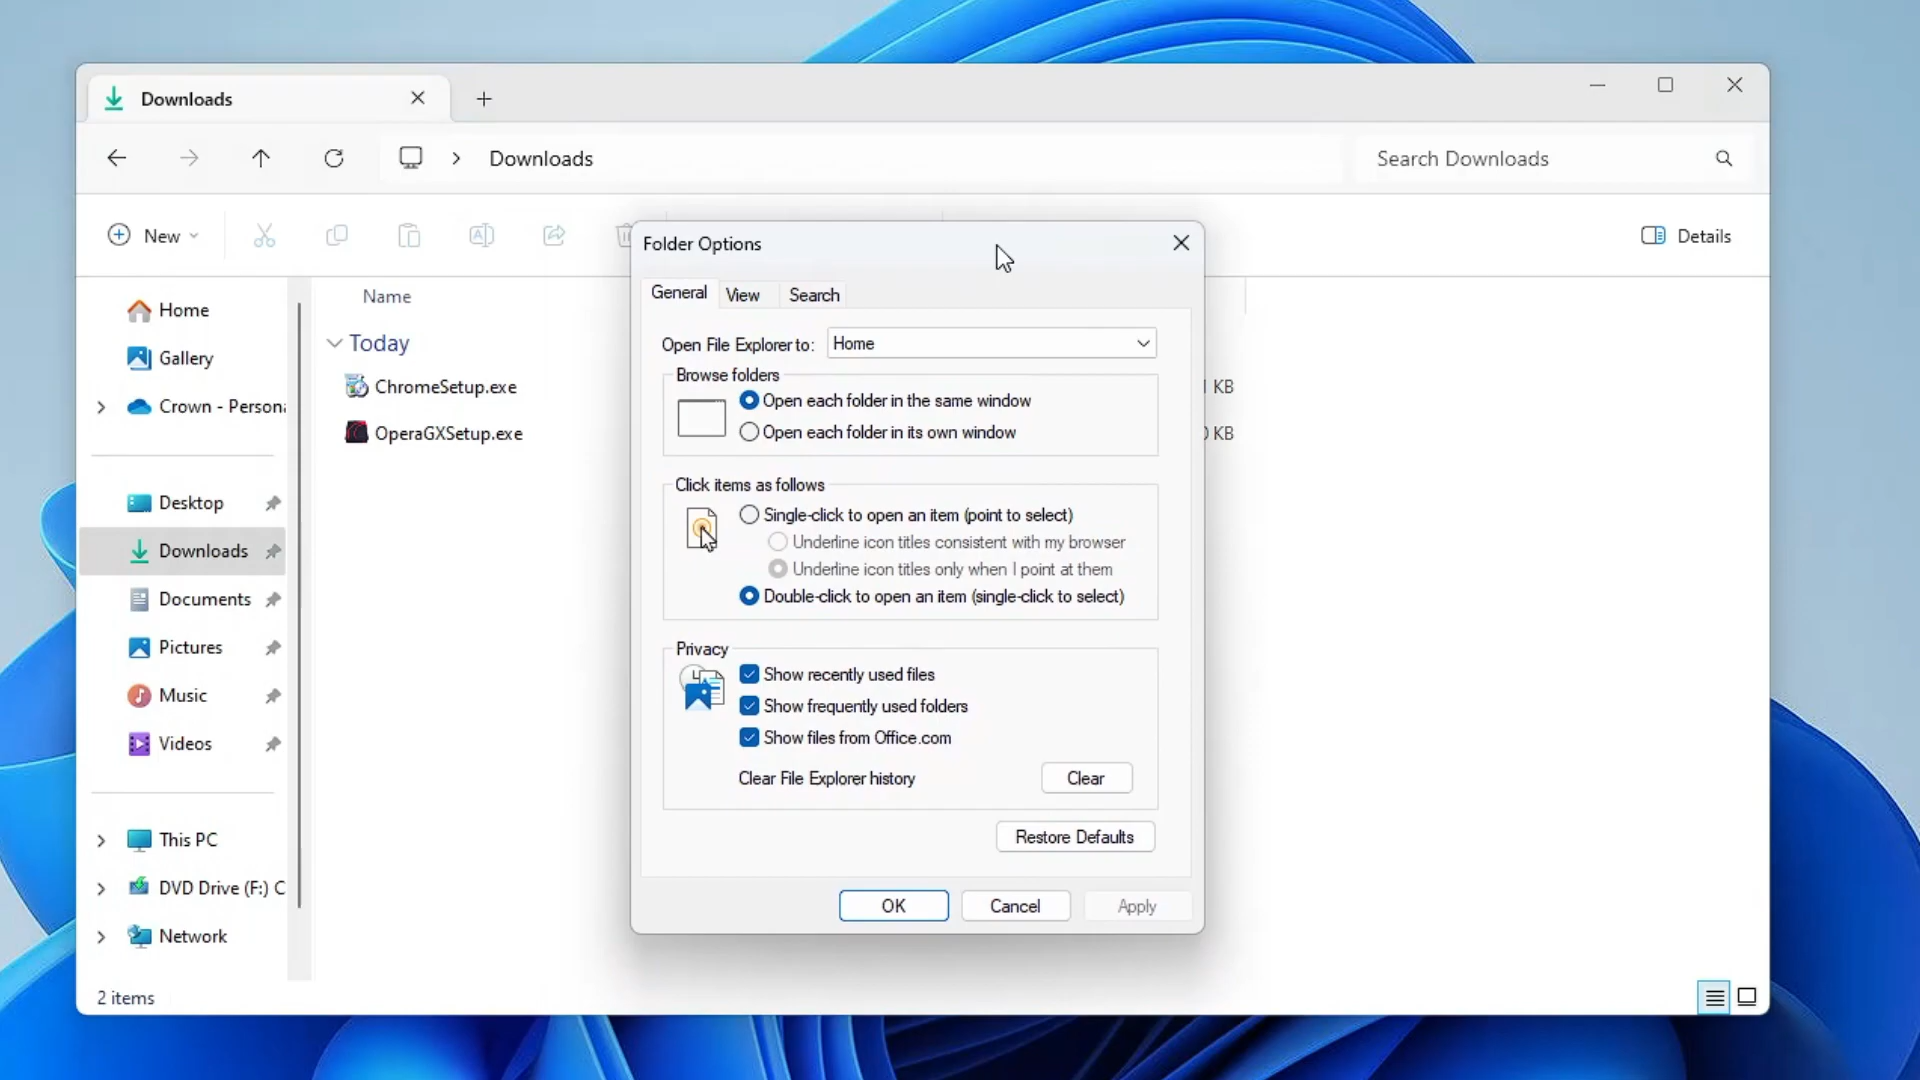 Downloads
Downloads
Search Downloads
New
Details
Folder Options
General
View
Search
Home
Gallery
Crown - Persona
Desktop
Downloads
Documents
Pictures
Music
Videos
This PC
DVD Drive (F:) C
Network
Name
Today
ChromeSetup.exe
KB
OperaGXSetup.exe
KB
Open File Explorer to: Home
Browse folders
Open each folder in the same window
Open each folder in its own window
Click items as follows
Single-click to open an item (point to select)
Underline icon titles consistent with my browser
Underline icon titles only when I point at them
Double-click to open an item (single-click to select)
Privacy
Show recently used files
Show frequently used folders
Show files from Office.com
Clear File Explorer history
Clear
Restore Defaults
OK
Cancel
Apply
2 items